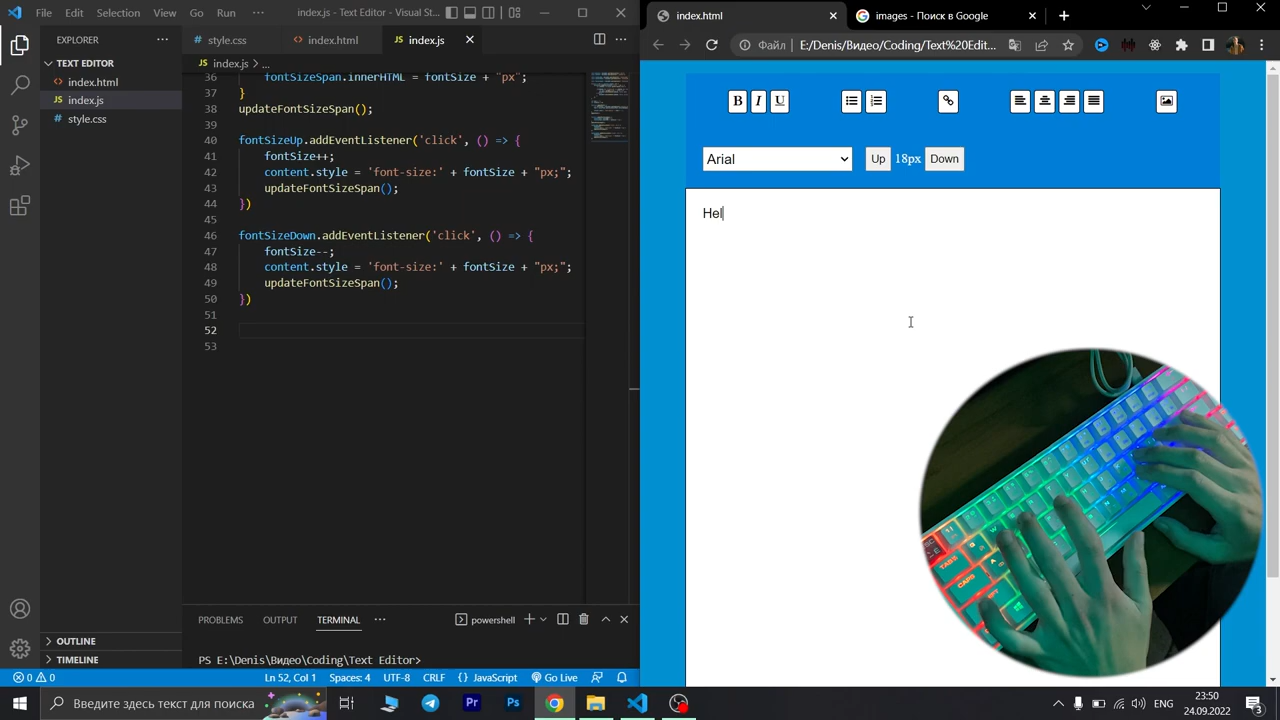 File Edit Selection View Go Run ··· index.js - Text Editor - Visual St...
EXPLORER
TEXT EDITOR
index.html
index.js
style.css
OUTLINE
TIMELINE
style.css index.html index.js
index.js > ...
36 fontSizeSpan.innerHTML = fontSize + "px";
37 }
38 updateFontSizeSpan();
39
40 fontSizeUp.addEventListener('click', () => {
41 fontSize++;
42 content.style = 'font-size:' + fontSize + "px;";
43 updateFontSizeSpan();
44 })
45
46 fontSizeDown.addEventListener('click', () => {
47 fontSize--;
48 content.style = 'font-size:' + fontSize + "px;";
49 updateFontSizeSpan();
50 })
51
52
53
PROBLEMS OUTPUT TERMINAL ···
powershell
PS E:\Denis\Видео\Coding\Text Editor>
0 0 Ln 52, Col 1 Spaces: 4 UTF-8 CRLF {} JavaScript Go Live
index.html images - Поиск в Google
Файл E:/Denis/Видео/Coding/Text%20Edit...
B I U
Arial Up 18px Down
Hel
TABS
CAPS
Введите здесь текст для поиска
ENG
23:50
24.09.2022
3